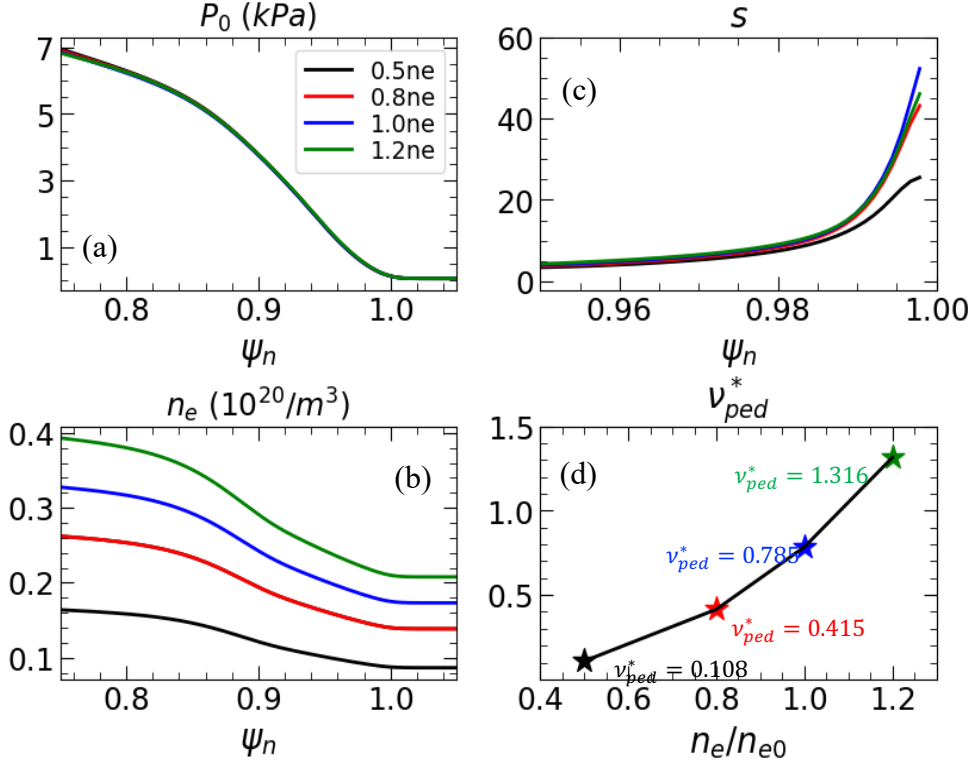 P₀ (kPa)
7
5
3
1
0.8
0.9
1.0
ψₙ
0.5ne
0.8ne
1.0ne
1.2ne
(a)
s
60
40
20
0
0.96
0.98
1.00
ψₙ
(c)
nₑ (10²⁰/m³)
0.4
0.3
0.2
0.1
0.8
0.9
1.0
ψₙ
(b)
ν*ₚₑd
1.5
1.0
0.5
0.4
0.6
0.8
1.0
1.2
nₑ/nₑ₀
(d)
ν*ₚₑd = 1.316
ν*ₚₑd = 0.785
ν*ₚₑd = 0.415
ν*ₚₑd = 0.108